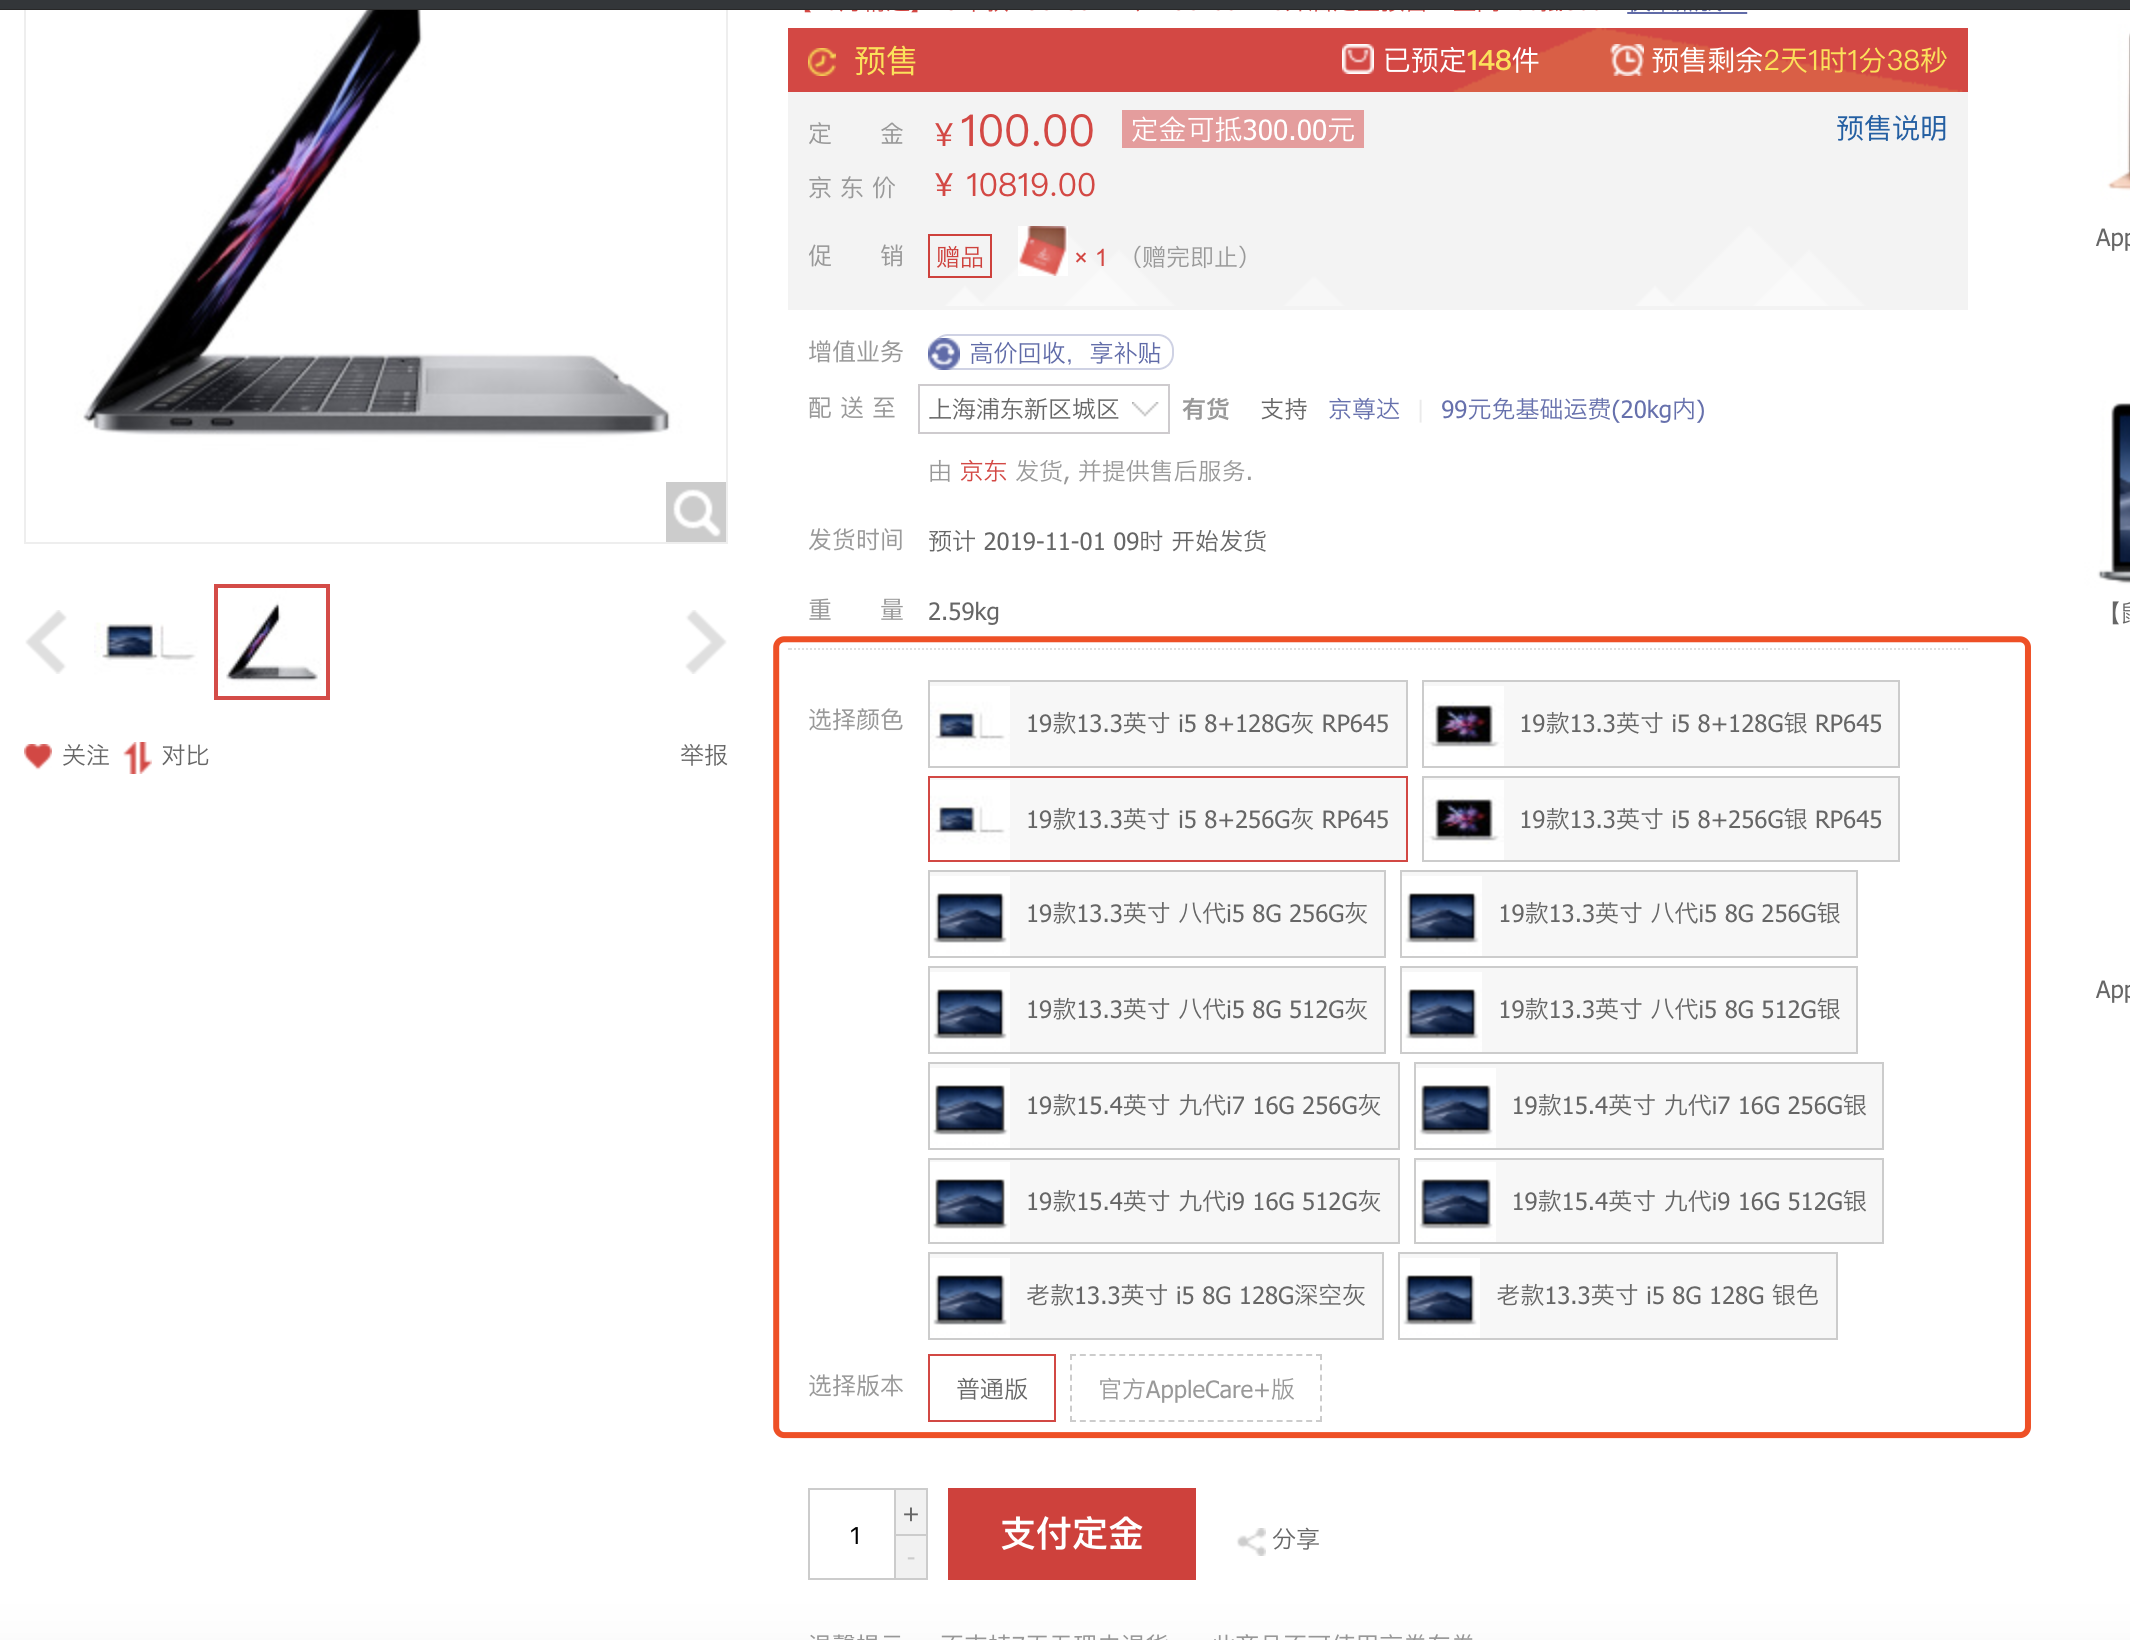 预售 已预定148件 预售剩余2天1时1分38秒
定 金 ￥100.00 定金可抵300.00元 预售说明
京东价 ￥ 10819.00
促 销 赠品 × 1 （赠完即止）
增值业务 高价回收，享补贴
配送至 上海浦东新区城区 有货 支持 京尊达 | 99元免基础运费(20kg内)
由 京东 发货, 并提供售后服务.
发货时间 预计 2019-11-01 09时 开始发货
重 量 2.59kg
选择颜色 19款13.3英寸 i5 8+128G灰 RP645 19款13.3英寸 i5 8+128G银 RP645
19款13.3英寸 i5 8+256G灰 RP645 19款13.3英寸 i5 8+256G银 RP645
19款13.3英寸 八代i5 8G 256G灰 19款13.3英寸 八代i5 8G 256G银
19款13.3英寸 八代i5 8G 512G灰 19款13.3英寸 八代i5 8G 512G银
19款15.4英寸 九代i7 16G 256G灰 19款15.4英寸 九代i7 16G 256G银
19款15.4英寸 九代i9 16G 512G灰 19款15.4英寸 九代i9 16G 512G银
老款13.3英寸 i5 8G 128G深空灰 老款13.3英寸 i5 8G 128G 银色
选择版本 普通版 官方AppleCare+版
1 + - 支付定金 分享
关注 对比 举报
App
App